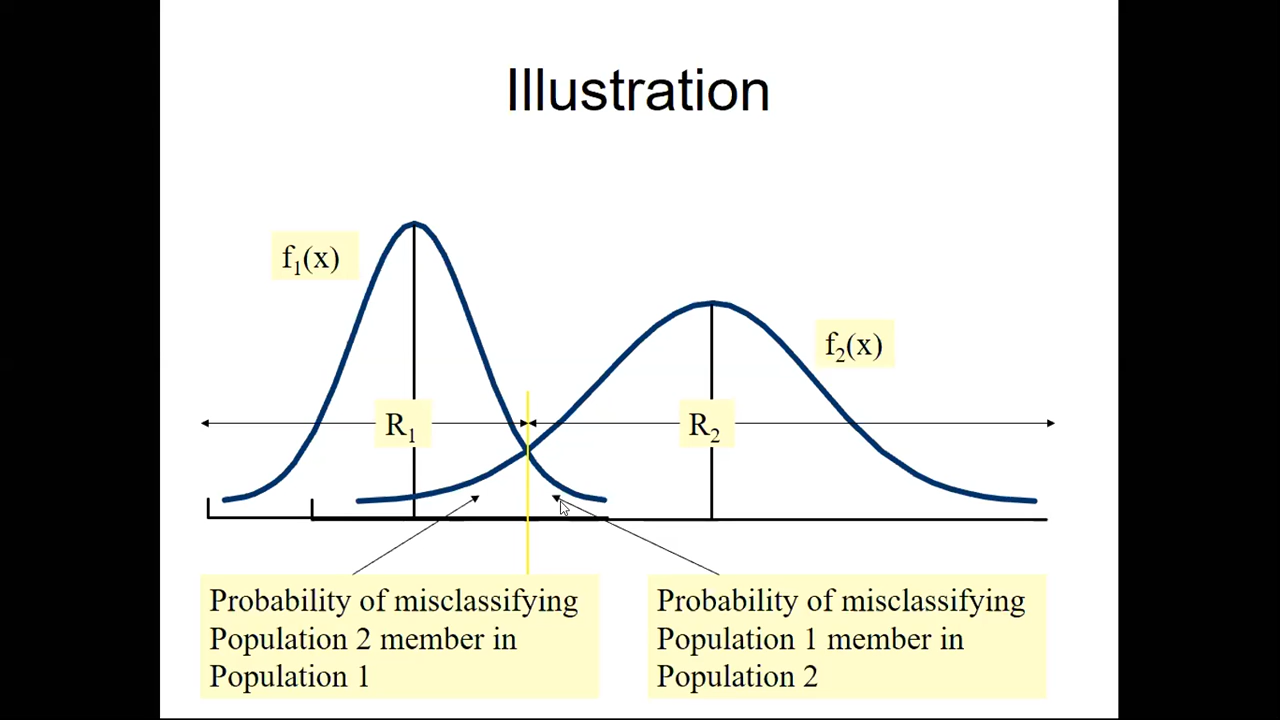 Illustration
f₁(x)
f₂(x)
R₁
R₂
Probability of misclassifying
Population 2 member in
Population 1
Probability of misclassifying
Population 1 member in
Population 2